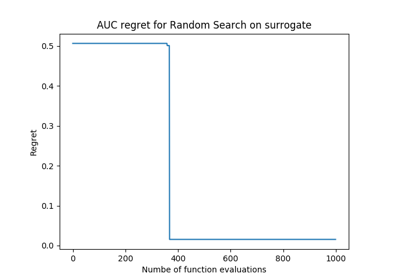 AUC regret for Random Search on surrogate
0.5
0.4
0.3
0.2
0.1
0.0
Regret
0 200 400 600 800 1000
Numbe of function evaluations